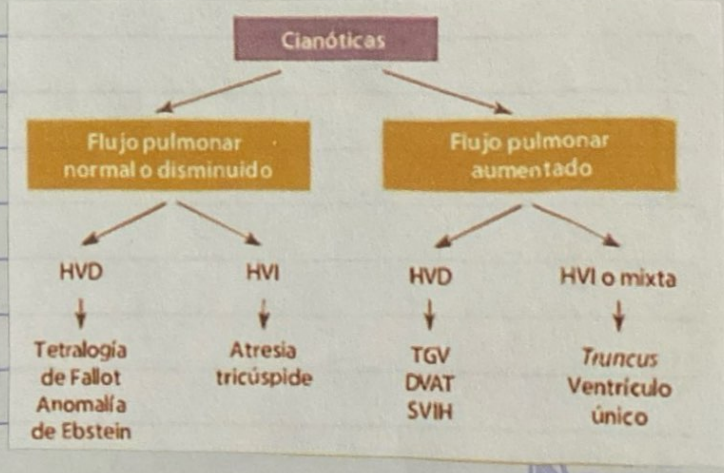 Cianóticas
Flujo pulmonar
normal o disminuido
Flujo pulmonar
aumentado
HVD
HVI
HVD
HVI o mixta
Tetralogía
de Fallot
Anomalía
de Ebstein
Atresia
tricúspide
TGV
DVAT
SVIH
Truncus
Ventrículo
único